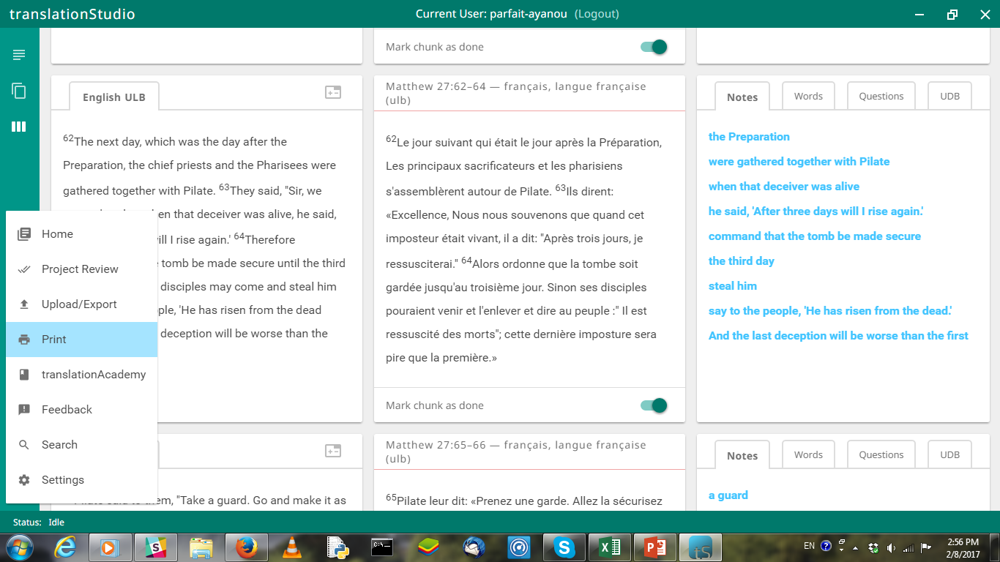 translationStudio
Current User: parfait-ayanou (Logout)
Mark chunk as done
English ULB
62The next day, which was the day after the
Preparation, the chief priests and the Pharisees were
gathered together with Pilate. 63They said, "Sir, we
en that deceiver was alive, he said,
ill I rise again.' 64Therefore
tomb be made secure until the third
disciples may come and steal him
ple, 'He has risen from the dead
deception will be worse than the
Matthew 27:62–64 — français, langue française
(ulb)
62Le jour suivant qui était le jour après la Préparation,
Les principaux sacrificateurs et les pharisiens
s'assemblèrent autour de Pilate. 63Ils dirent:
«Excellence, Nous nous souvenons que quand cet
imposteur était vivant, il a dit: "Après trois jours, je
ressusciterai." 64Alors ordonne que la tombe soit
gardée jusqu'au troisième jour. Sinon ses disciples
pouraient venir et l'enlever et dire au peuple :" Il est
ressuscité des morts"; cette dernière imposture sera
pire que la première.»
Mark chunk as done
Notes Words Questions UDB
the Preparation
were gathered together with Pilate
when that deceiver was alive
he said, 'After three days will I rise again.'
command that the tomb be made secure
the third day
steal him
say to the people, 'He has risen from the dead.'
And the last deception will be worse than the first
Home
Project Review
Upload/Export
Print
translationAcademy
Feedback
Search
Settings
them, "Take a guard. Go and make it as
Matthew 27:65–66 — français, langue française
(ulb)
65Pilate leur dit: «Prenez une garde. Allez la sécurisez
Notes Words Questions UDB
a guard
Status: Idle
EN
2:56 PM
2/8/2017